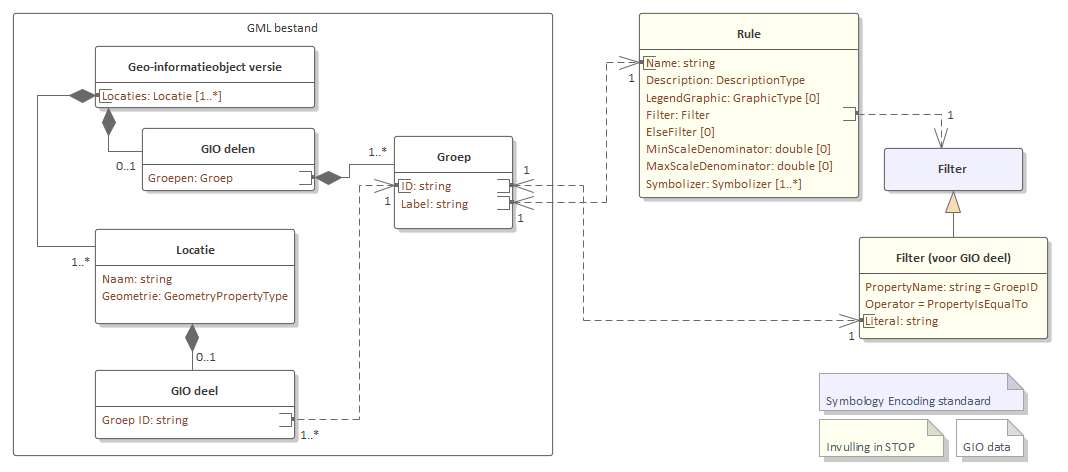 GML bestand
Geo-informatieobject versie
Locaties: Locatie [1..*]
0..1
GIO delen
Groepen: Groep
1..*
Groep
ID: string
Label: string
1
1
1
1..*
Locatie
Naam: string
Geometrie: GeometryPropertyType
0..1
GIO deel
Groep ID: string
1..*
Rule
Name: string
Description: DescriptionType
LegendGraphic: GraphicType [0]
Filter: Filter
ElseFilter [0]
MinScaleDenominator: double [0]
MaxScaleDenominator: double [0]
Symbolizer: Symbolizer [1..*]
1
1
Filter
Filter (voor GIO deel)
PropertyName: string = GroepID
Operator = PropertyIsEqualTo
Literal: string
1
Symbology Encoding standaard
Invulling in STOP
GIO data